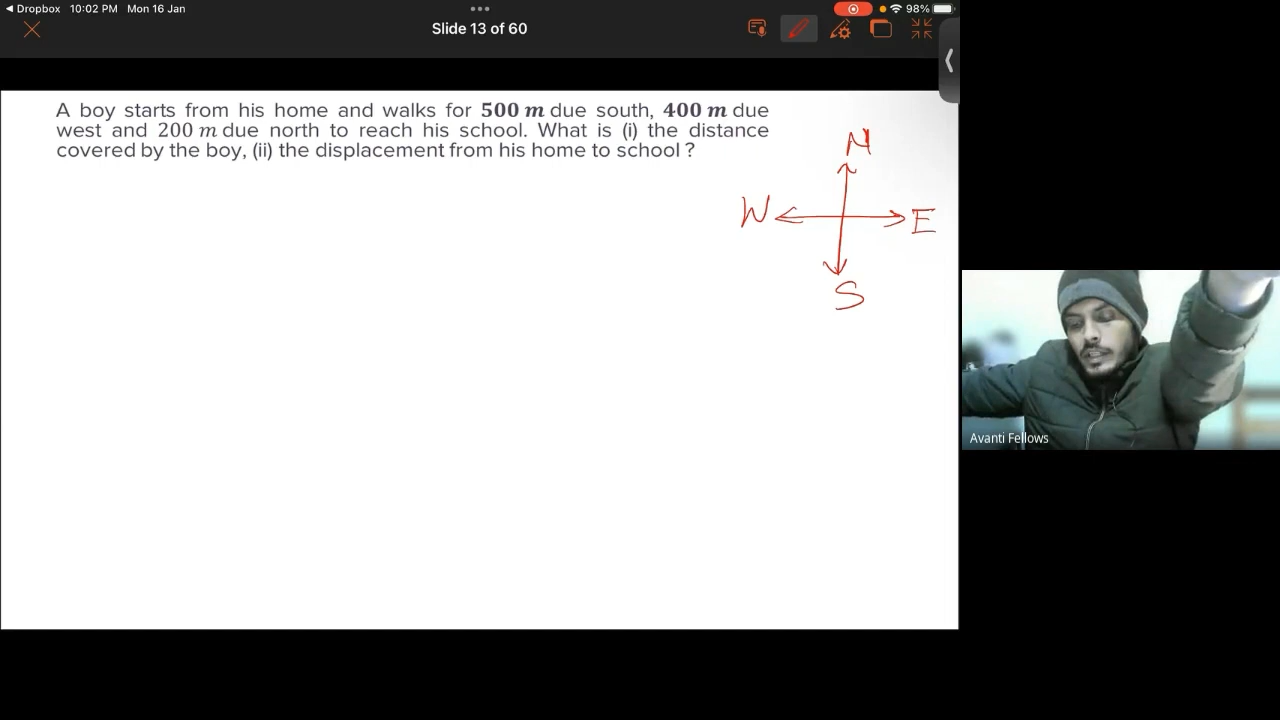 Dropbox 10:02 PM Mon 16 Jan
98%
Slide 13 of 60
A boy starts from his home and walks for 500 m due south, 400 m due
west and 200 m due north to reach his school. What is (i) the distance
covered by the boy, (ii) the displacement from his home to school ?
N
W E
S
Avanti Fellows